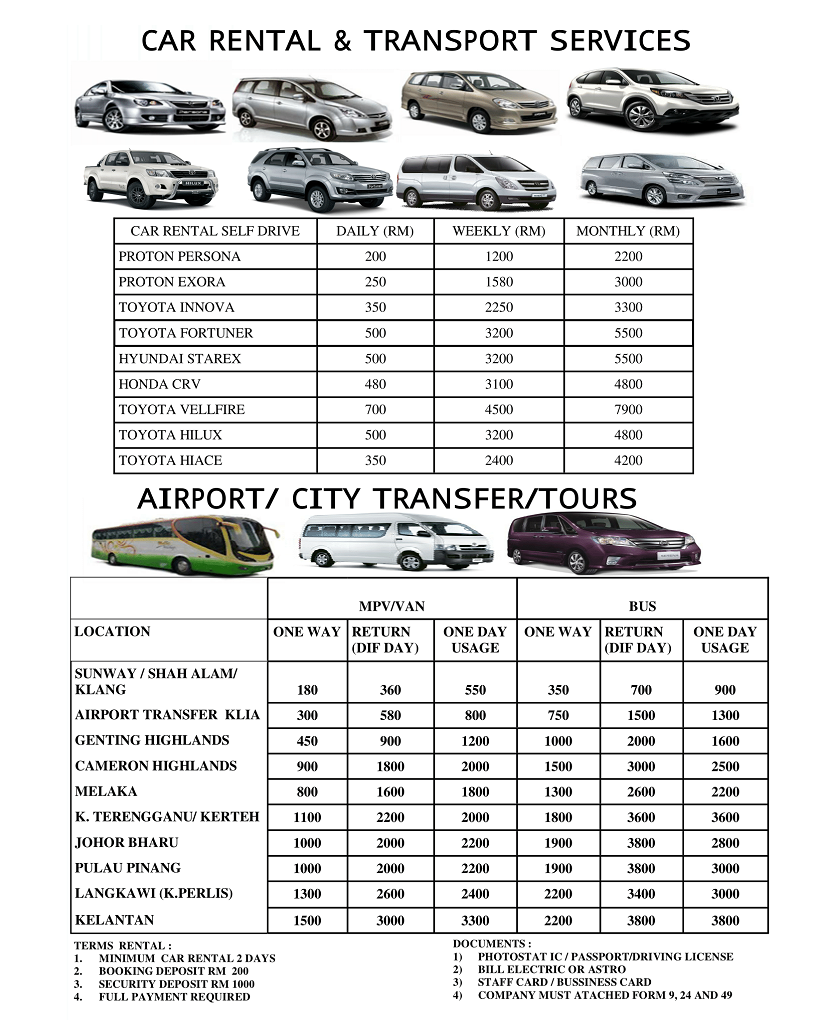 CAR RENTAL & TRANSPORT SERVICES
HILUX
CAR RENTAL SELF DRIVE DAILY (RM) WEEKLY (RM) MONTHLY (RM)
PROTON PERSONA 200 1200 2200
PROTON EXORA 250 1580 3000
TOYOTA INNOVA 350 2250 3300
TOYOTA FORTUNER 500 3200 5500
HYUNDAI STAREX 500 3200 5500
HONDA CRV 480 3100 4800
TOYOTA VELLFIRE 700 4500 7900
TOYOTA HILUX 500 3200 4800
TOYOTA HIACE 350 2400 4200
AIRPORT/ CITY TRANSFER/TOURS
MPV/VAN BUS
LOCATION ONE WAY RETURN ONE DAY ONE WAY RETURN ONE DAY
(DIF DAY) USAGE (DIF DAY) USAGE
SUNWAY / SHAH ALAM/
KLANG 180 360 550 350 700 900
AIRPORT TRANSFER KLIA 300 580 800 750 1500 1300
GENTING HIGHLANDS 450 900 1200 1000 2000 1600
CAMERON HIGHLANDS 900 1800 2000 1500 3000 2500
MELAKA 800 1600 1800 1300 2600 2200
K. TERENGGANU/ KERTEH 1100 2200 2000 1800 3600 3600
JOHOR BHARU 1000 2000 2200 1900 3800 2800
PULAU PINANG 1000 2000 2200 1900 3800 3000
LANGKAWI (K.PERLIS) 1300 2600 2400 2200 3400 3000
KELANTAN 1500 3000 3300 2200 3800 3800
TERMS RENTAL :
1. MINIMUM CAR RENTAL 2 DAYS
2. BOOKING DEPOSIT RM 200
3. SECURITY DEPOSIT RM 1000
4. FULL PAYMENT REQUIRED
DOCUMENTS :
1) PHOTOSTAT IC / PASSPORT/DRIVING LICENSE
2) BILL ELECTRIC OR ASTRO
3) STAFF CARD / BUSSINESS CARD
4) COMPANY MUST ATACHED FORM 9, 24 AND 49